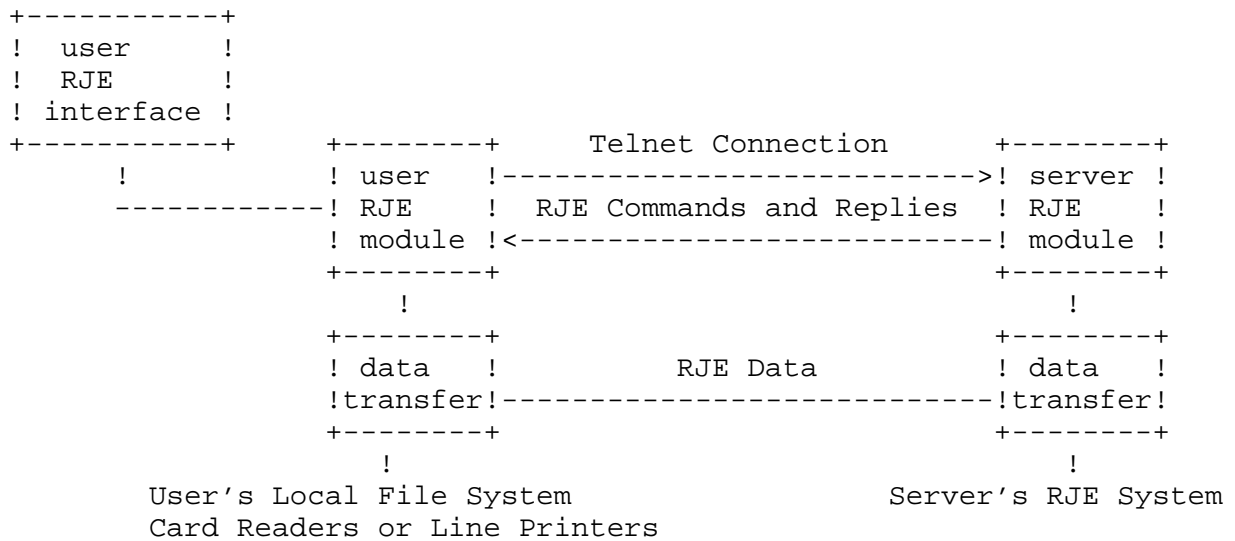 +-----------+
!  user     !
!  RJE      !
! interface !
+-----------+      +--------+     Telnet Connection      +--------+
      !            ! user   !--------------------------->! server !
      ------------! RJE    !  RJE Commands and Replies  ! RJE    !
                   ! module !<---------------------------! module !
                   +--------+                            +--------+
                       !                                      !
                   +--------+                            +--------+
                   ! data   !          RJE Data          ! data   !
                   !transfer!----------------------------!transfer!
                   +--------+                            +--------+
                      !                                       !
        User’s Local File System                  Server’s RJE System
        Card Readers or Line Printers